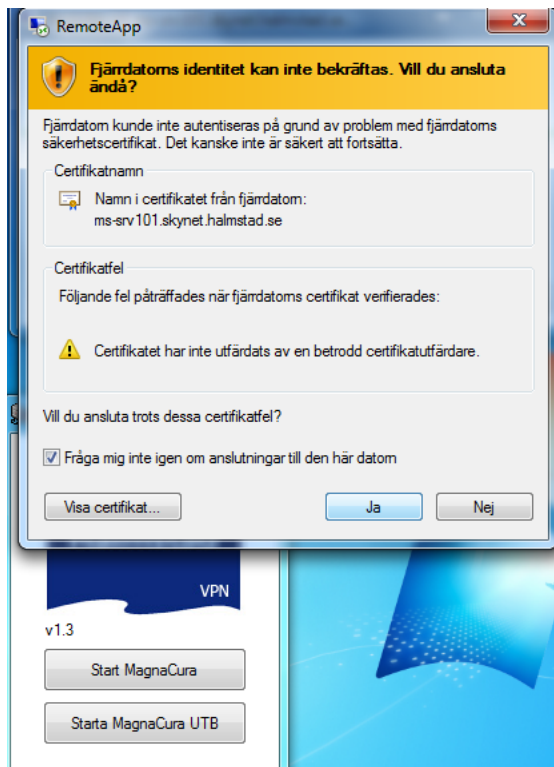 RemoteApp
Fjärrdatorns identitet kan inte bekräftas. Vill du ansluta
ändå?
Fjärrdatorn kunde inte autentiseras på grund av problem med fjärrdatorns
säkerhetscertifikat. Det kanske inte är säkert att fortsätta.
Certifikatnamn
Namn i certifikatet från fjärrdatorn:
ms-srv101.skynet.halmstad.se
Certifikatfel
Följande fel påträffades när fjärrdatorns certifikat verifierades:
Certifikatet har inte utfärdats av en betrodd certifikatutfärdare.
Vill du ansluta trots dessa certifikatfel?
Fråga mig inte igen om anslutningar till den här datorn
Visa certifikat... Ja Nej
VPN
v1.3
Start MagnaCura
Starta MagnaCura UTB